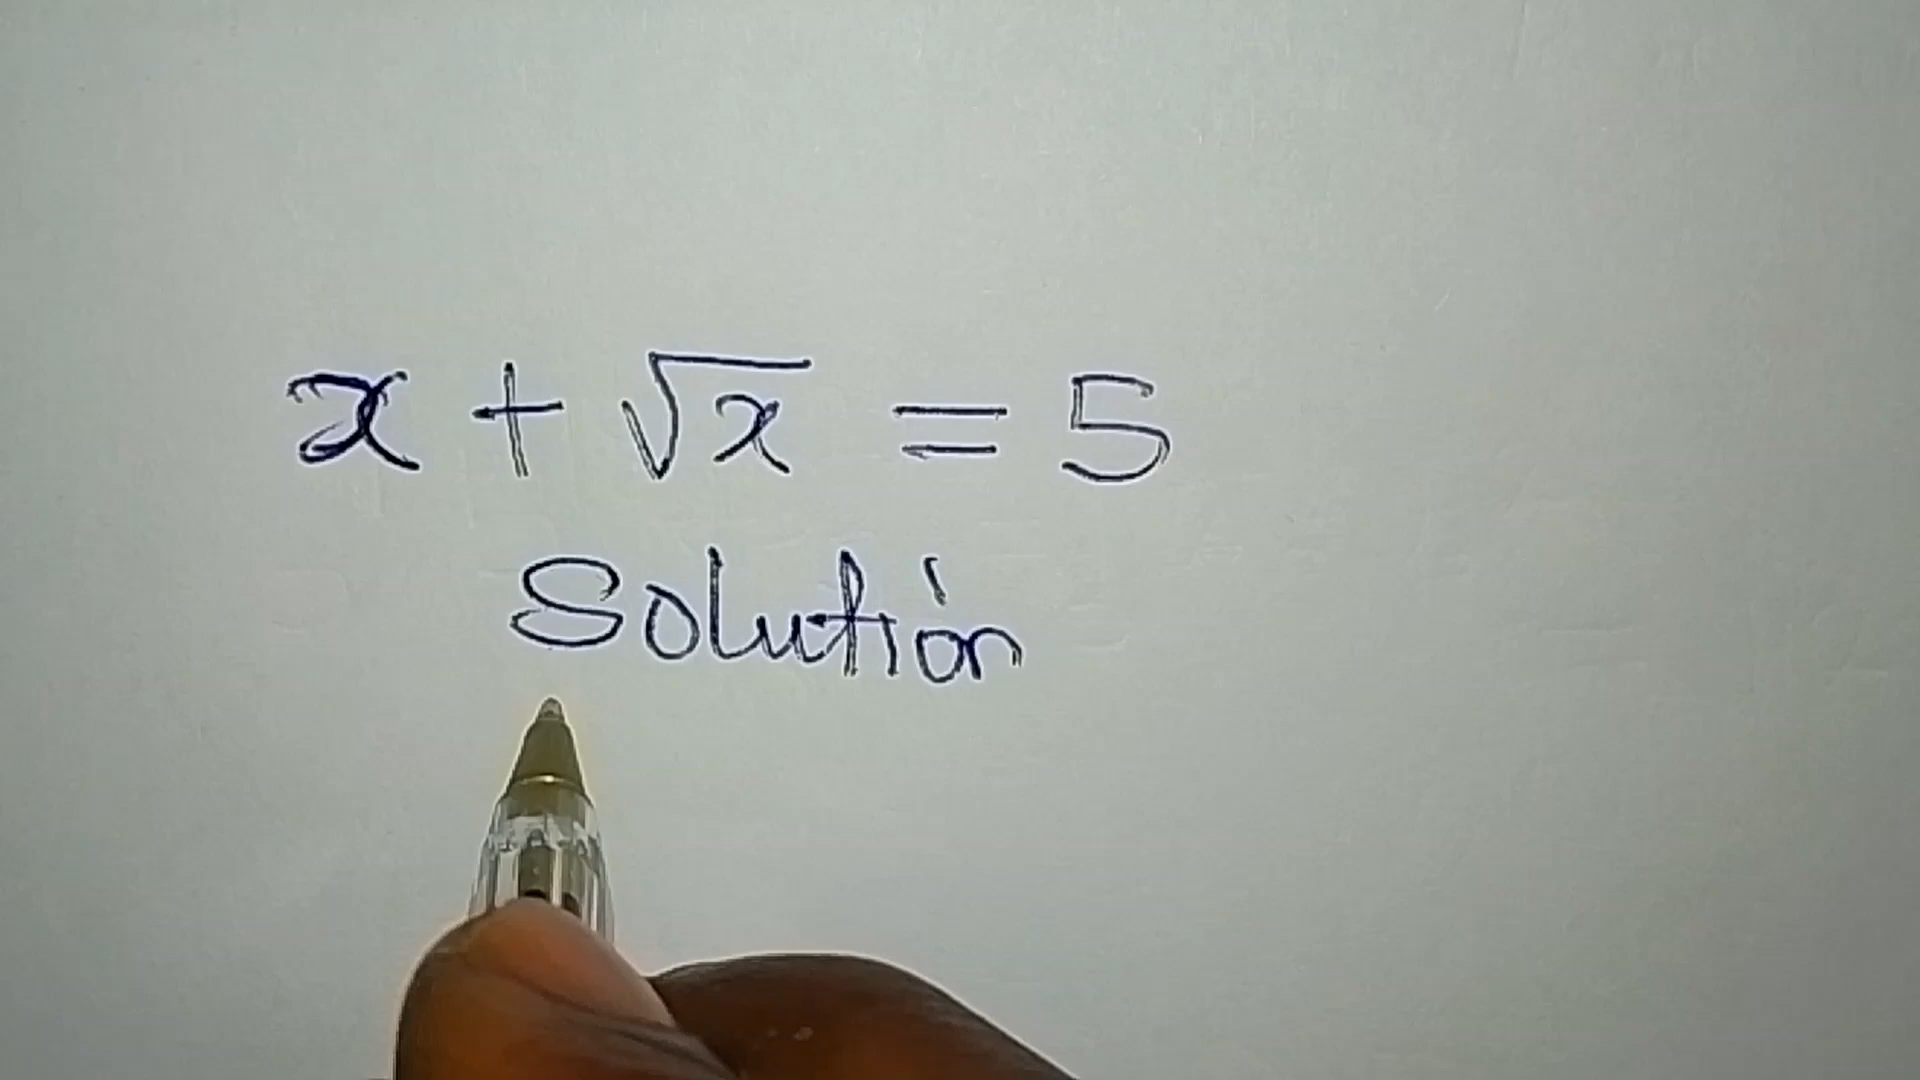 x + √x = 5
Solution